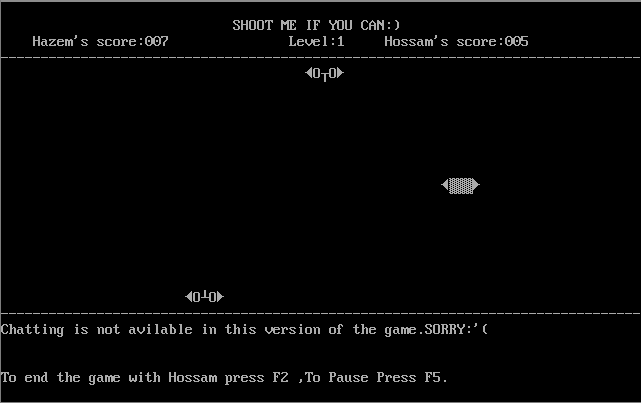 SHOOT ME IF YOU CAN:)
Hazem's score:007 Level:1 Hossam's score:005
Chatting is not avilable in this version of the game.SORRY:'(
To end the game with Hossam press F2 ,To Pause Press F5.